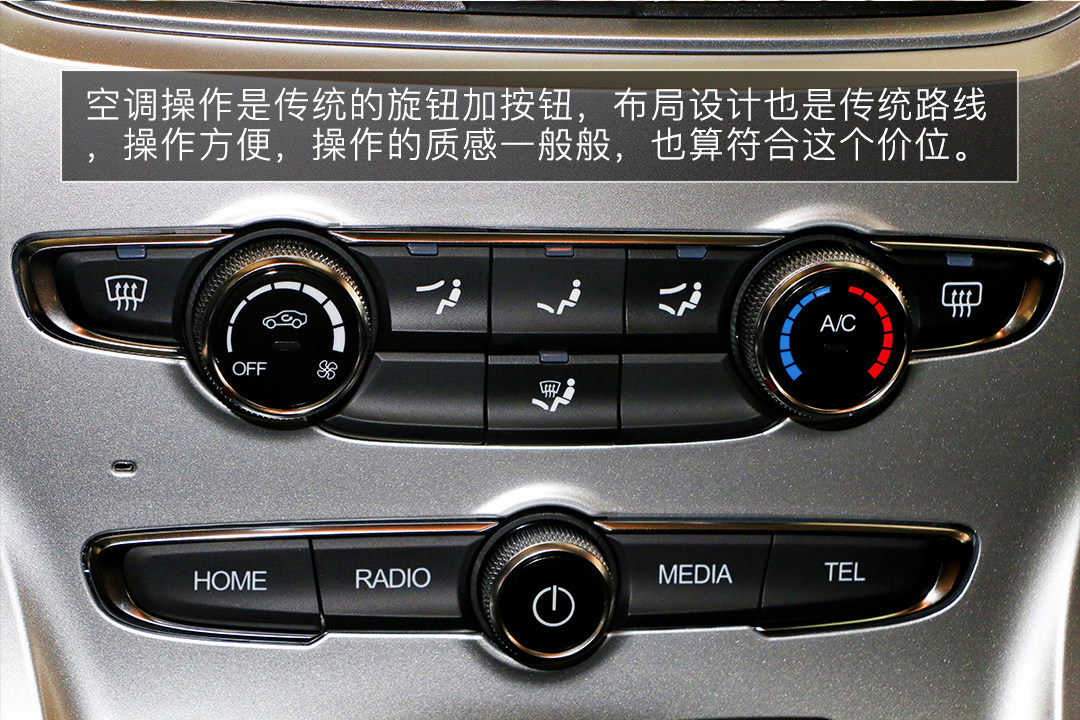 空调操作是传统的旋钮加按钮，布局设计也是传统路线
，操作方便，操作的质感一般般，也算符合这个价位。
A/C
OFF
HOME RADIO MEDIA TEL